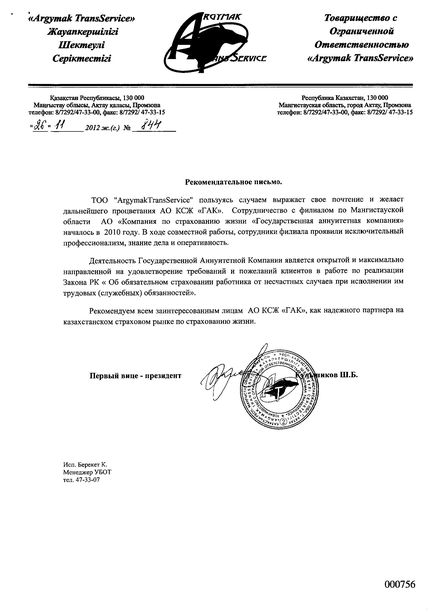 «Argymak TransService»
Жауапкершілігі
Шектеулі
Серіктестігі
ARGYMAK
TRANS SERVICE
Товарищество с
Ограниченной
Ответственностью
«Argymak TransService»
Қазақстан Республикасы, 130 000
Маңғыстау облысы, Актау қаласы, Промзона
телефон: 8/7292/47-33-00, факс: 8/7292/ 47-33-15
Республика Казахстан, 130 000
Мангистауская область, город Актау, Промзона
телефон: 8/7292/47-33-00, факс: 8/7292/ 47-33-15
"26" 11 2012 ж.(г.) № 844
Рекомендательное письмо.
ТОО "ArgymakTransService" пользуясь случаем выражает свое почтение и желает
дальнейшего процветания АО КСЖ «ГАК». Сотрудничество с филиалом по Мангистауской
области АО «Компания по страхованию жизни «Государственная аннуитетная компания»
началось в 2010 году. В ходе совместной работы, сотрудники филиала проявили исключительный
профессионализм, знание дела и оперативность.
Деятельность Государственной Аннуитетной Компании является открытой и максимально
направленной на удовлетворение требований и пожеланий клиентов в работе по реализации
Закона РК « Об обязательном страховании работника от несчастных случаев при исполнении им
трудовых (служебных) обязанностей».
Рекомендуем всем заинтересованным лицам АО КСЖ «ГАК», как надежного партнера на
казахстанском страховом рынке по страхованию жизни.
Первый вице - президент
Ш.Б.
Исп. Берекет К.
Менеджер УБОТ
тел. 47-33-07
000756